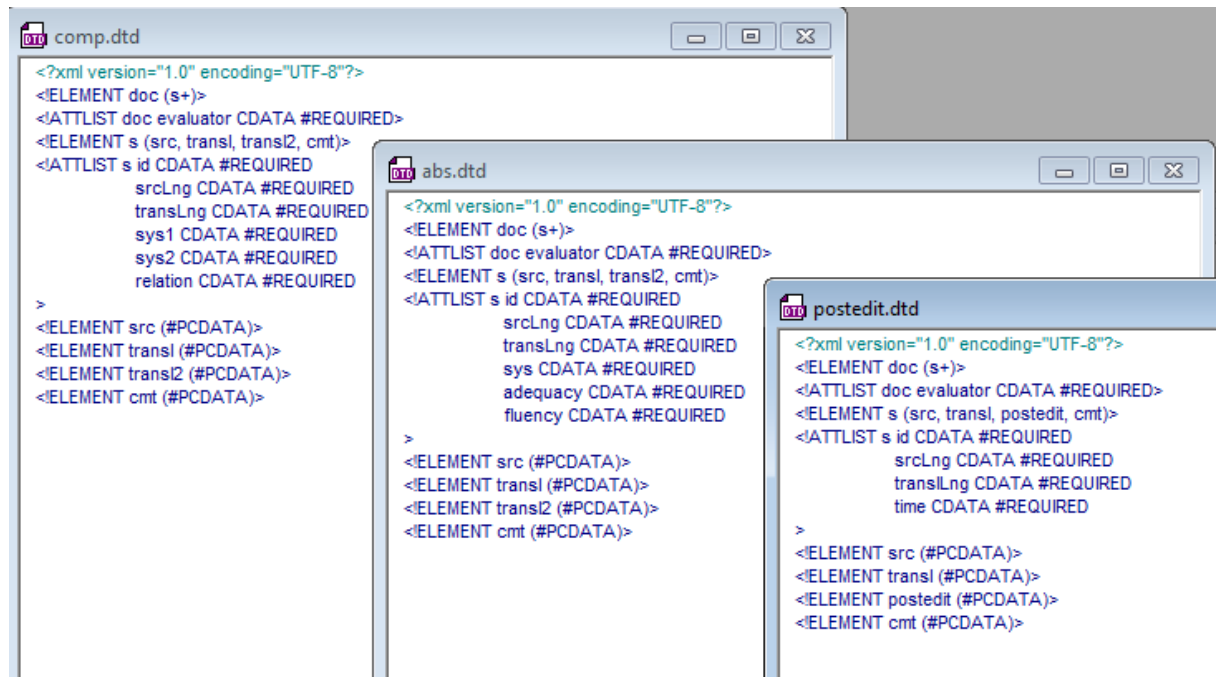 comp.dtd
<?xml version="1.0" encoding="UTF-8"?>
<!ELEMENT doc (s+)>
<!ATTLIST doc evaluator CDATA #REQUIRED>
<!ELEMENT s (src, transl, transl2, cmt)>
<!ATTLIST s id CDATA #REQUIRED
srcLng CDATA #REQUIRED
transLng CDATA #REQUIRED
sys1 CDATA #REQUIRED
sys2 CDATA #REQUIRED
relation CDATA #REQUIRED
>
<!ELEMENT src (#PCDATA)>
<!ELEMENT transl (#PCDATA)>
<!ELEMENT transl2 (#PCDATA)>
<!ELEMENT cmt (#PCDATA)>
abs.dtd
<?xml version="1.0" encoding="UTF-8"?>
<!ELEMENT doc (s+)>
<!ATTLIST doc evaluator CDATA #REQUIRED>
<!ELEMENT s (src, transl, transl2, cmt)>
<!ATTLIST s id CDATA #REQUIRED
srcLng CDATA #REQUIRED
transLng CDATA #REQUIRED
sys CDATA #REQUIRED
adequacy CDATA #REQUIRED
fluency CDATA #REQUIRED
>
<!ELEMENT src (#PCDATA)>
<!ELEMENT transl (#PCDATA)>
<!ELEMENT transl2 (#PCDATA)>
<!ELEMENT cmt (#PCDATA)>
postedit.dtd
<?xml version="1.0" encoding="UTF-8"?>
<!ELEMENT doc (s+)>
<!ATTLIST doc evaluator CDATA #REQUIRED>
<!ELEMENT s (src, transl, postedit, cmt)>
<!ATTLIST s id CDATA #REQUIRED
srcLng CDATA #REQUIRED
translLng CDATA #REQUIRED
time CDATA #REQUIRED
>
<!ELEMENT src (#PCDATA)>
<!ELEMENT transl (#PCDATA)>
<!ELEMENT postedit (#PCDATA)>
<!ELEMENT cmt (#PCDATA)>